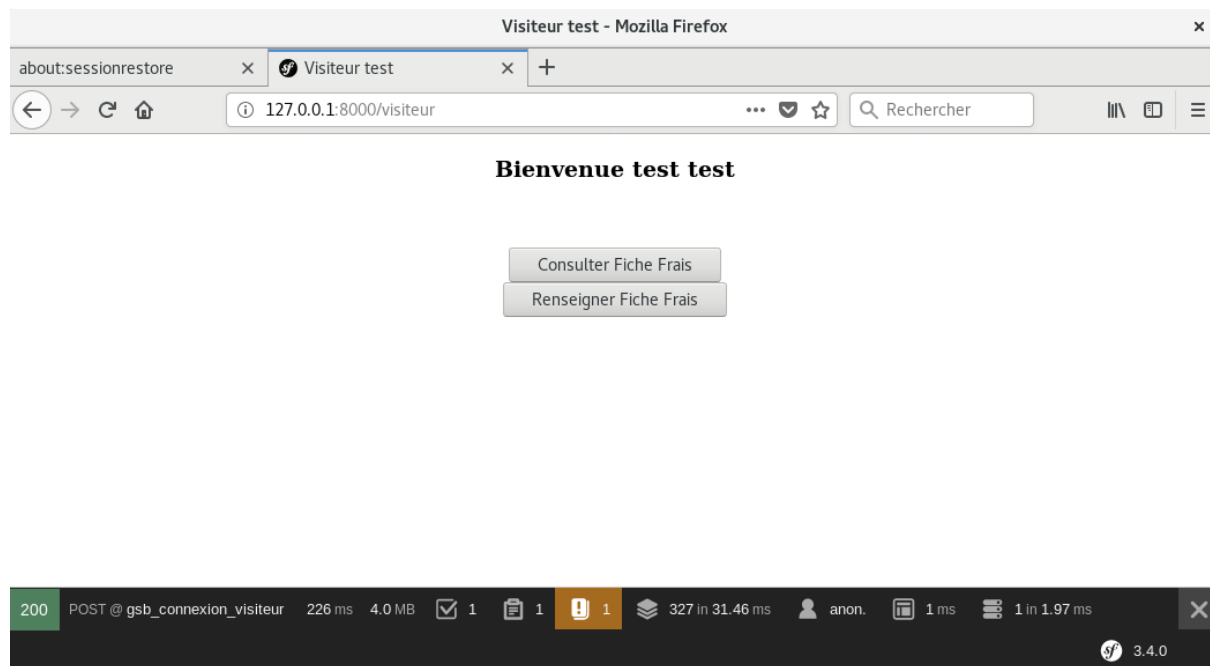 Visiteur test - Mozilla Firefox
about:sessionrestore Visiteur test
127.0.0.1:8000/visiteur Rechercher
Bienvenue test test
Consulter Fiche Frais
Renseigner Fiche Frais
200 POST @ gsb_connexion_visiteur 226 ms 4.0 MB 1 1 1 327 in 31.46 ms anon. 1 ms 1 in 1.97 ms
sf 3.4.0